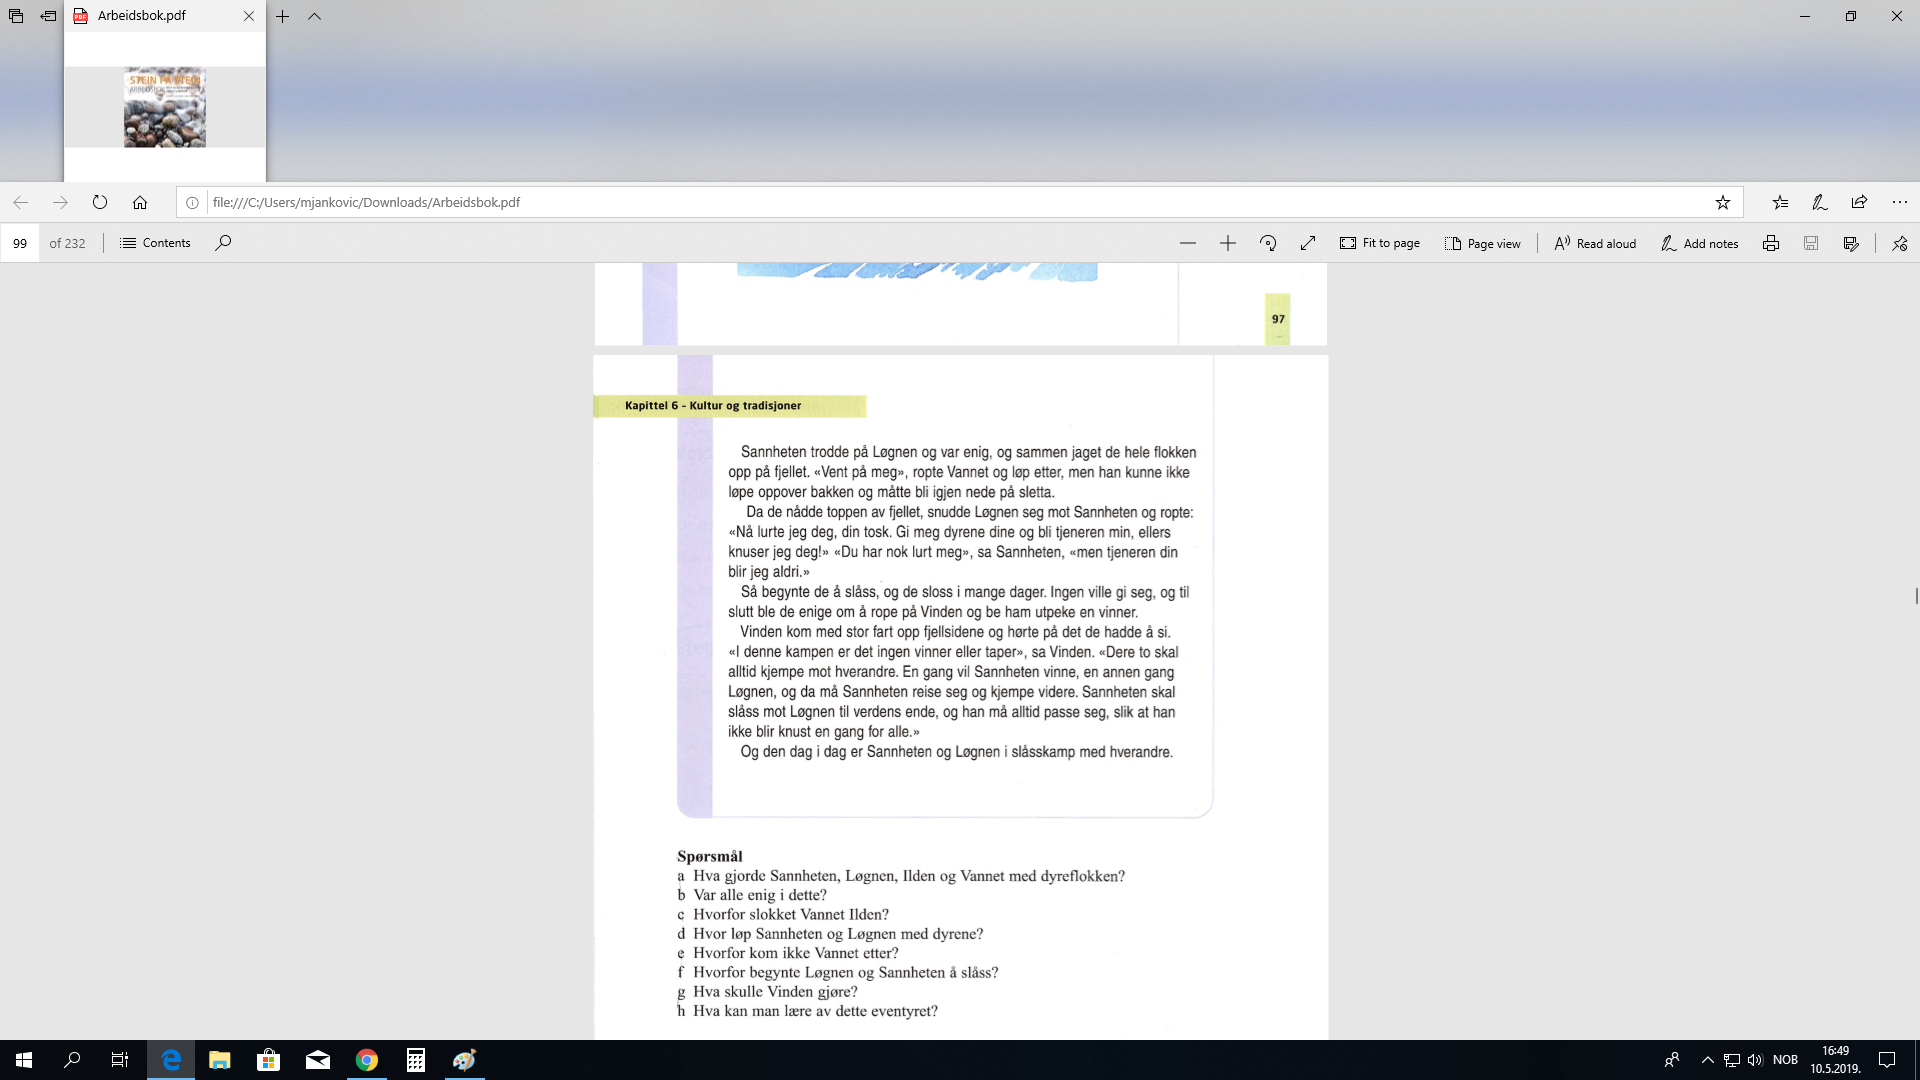 Arbeidsbok.pdf
STEIN PÅ STEIN
ARBEIDSBOK
file:///C:/Users/mjankovic/Downloads/Arbeidsbok.pdf
99 of 232 Contents Fit to page Page view Read aloud Add notes
97
Kapittel 6 - Kultur og tradisjoner
Sannheten trodde på Løgnen og var enig, og sammen jaget de hele flokken
opp på fjellet. «Vent på meg», ropte Vannet og løp etter, men han kunne ikke
løpe oppover bakken og måtte bli igjen nede på sletta.
Da de nådde toppen av fjellet, snudde Løgnen seg mot Sannheten og ropte:
«Nå lurte jeg deg, din tosk. Gi meg dyrene dine og bli tjeneren min, ellers
knuser jeg deg!» «Du har nok lurt meg», sa Sannheten, «men tjeneren din
blir jeg aldri.»
Så begynte de å slåss, og de sloss i mange dager. Ingen ville gi seg, og til
slutt ble de enige om å rope på Vinden og be ham utpeke en vinner.
Vinden kom med stor fart opp fjellsidene og hørte på det de hadde å si.
«I denne kampen er det ingen vinner eller taper», sa Vinden. «Dere to skal
alltid kjempe mot hverandre. En gang vil Sannheten vinne, en annen gang
Løgnen, og da må Sannheten reise seg og kjempe videre. Sannheten skal
slåss mot Løgnen til verdens ende, og han må alltid passe seg, slik at han
ikke blir knust en gang for alle.»
Og den dag i dag er Sannheten og Løgnen i slåsskamp med hverandre.
Spørsmål
a Hva gjorde Sannheten, Løgnen, Ilden og Vannet med dyreflokken?
b Var alle enig i dette?
c Hvorfor slokket Vannet Ilden?
d Hvor løp Sannheten og Løgnen med dyrene?
e Hvorfor kom ikke Vannet etter?
f Hvorfor begynte Løgnen og Sannheten å slåss?
g Hva skulle Vinden gjøre?
h Hva kan man lære av dette eventyret?
NOB
16:49
10.5.2019.